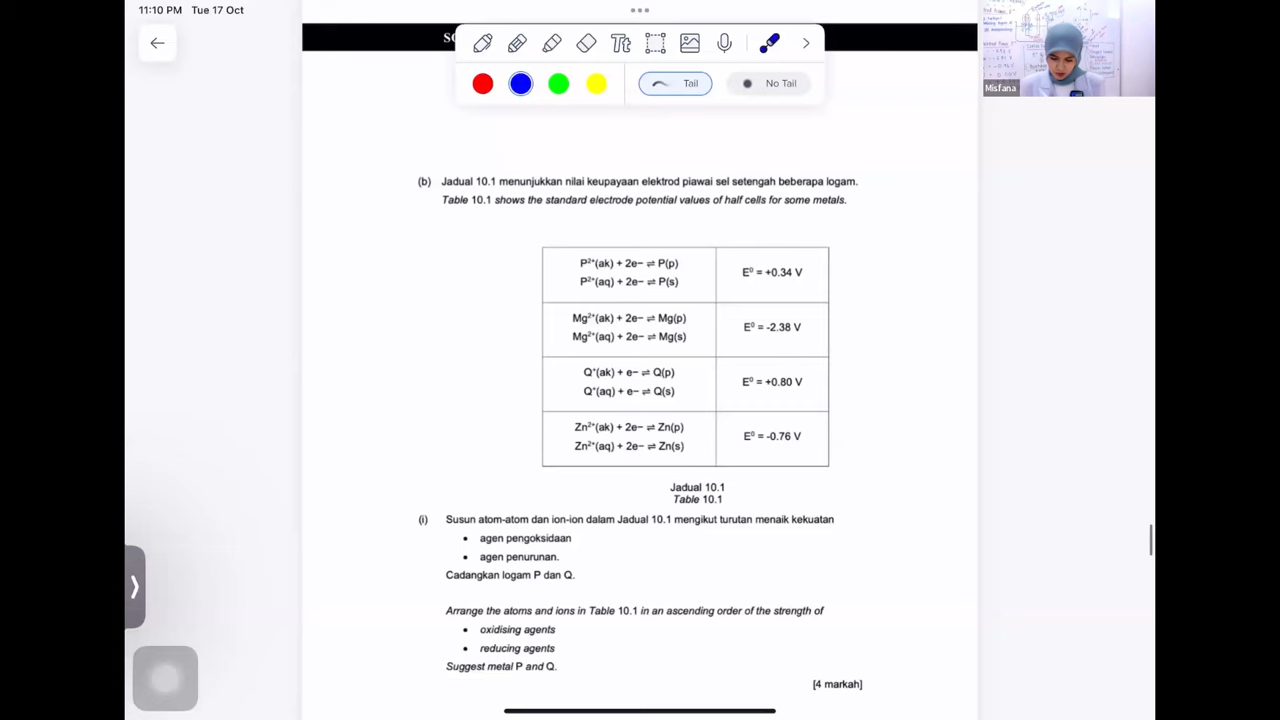 11:10 PM Tue 17 Oct
Tt
Tail
No Tail
Misfana
(b) Jadual 10.1 menunjukkan nilai keupayaan elektrod piawai sel setengah beberapa logam.
Table 10.1 shows the standard electrode potential values of half cells for some metals.
P²⁺(ak) + 2e− ⇌ P(p)
P²⁺(aq) + 2e− ⇌ P(s)
E⁰ = +0.34 V
Mg²⁺(ak) + 2e− ⇌ Mg(p)
Mg²⁺(aq) + 2e− ⇌ Mg(s)
E⁰ = -2.38 V
Q⁺(ak) + e− ⇌ Q(p)
Q⁺(aq) + e− ⇌ Q(s)
E⁰ = +0.80 V
Zn²⁺(ak) + 2e− ⇌ Zn(p)
Zn²⁺(aq) + 2e− ⇌ Zn(s)
E⁰ = -0.76 V
Jadual 10.1
Table 10.1
(i) Susun atom-atom dan ion-ion dalam Jadual 10.1 mengikut turutan menaik kekuatan
• agen pengoksidaan
• agen penurunan.
Cadangkan logam P dan Q.
Arrange the atoms and ions in Table 10.1 in an ascending order of the strength of
• oxidising agents
• reducing agents
Suggest metal P and Q.
[4 markah]